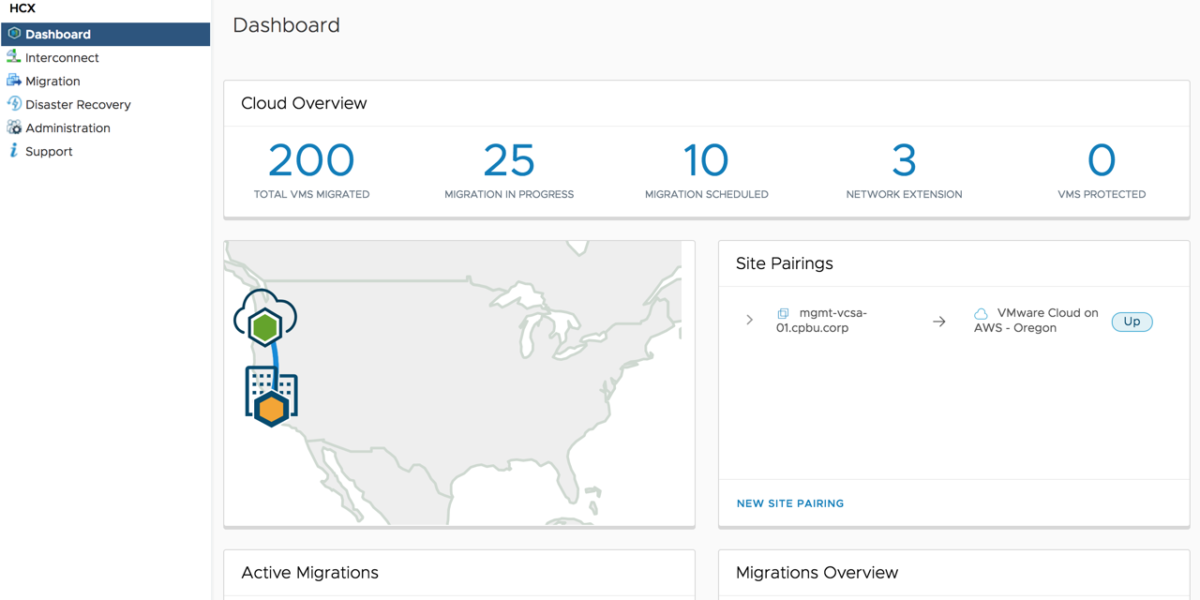 HCX
Dashboard
Interconnect
Migration
Disaster Recovery
Administration
Support
Dashboard
Cloud Overview
200
TOTAL VMS MIGRATED
25
MIGRATION IN PROGRESS
10
MIGRATION SCHEDULED
3
NETWORK EXTENSION
0
VMS PROTECTED
Site Pairings
mgmt-vcsa-
01.cpbu.corp
VMware Cloud on
AWS - Oregon
Up
NEW SITE PAIRING
Active Migrations
Migrations Overview